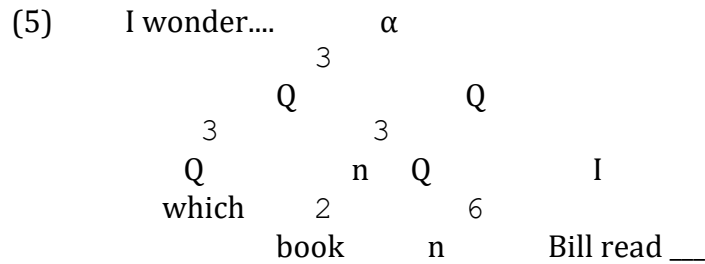 (5) I wonder.... α
3
Q Q
3 3
Q n Q I
which 2 6
book n Bill read ___